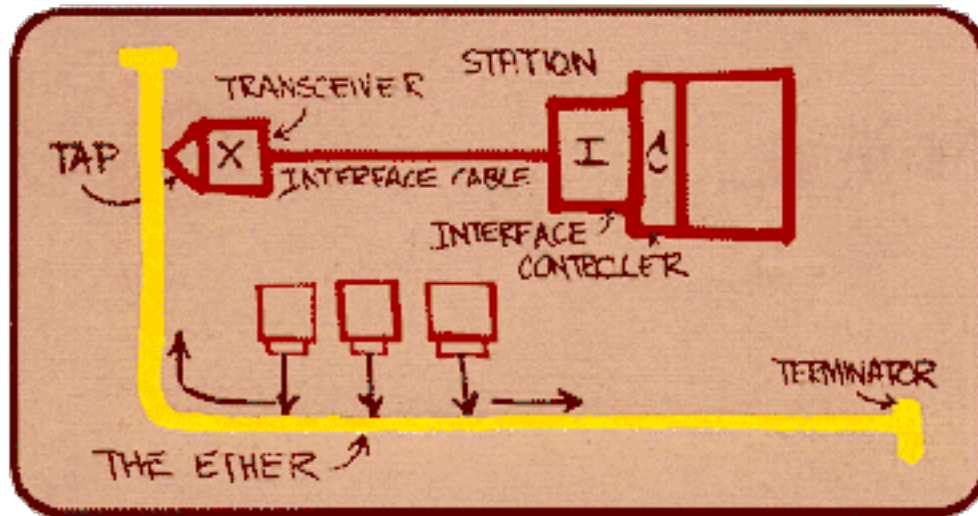 STATION
TRANSCEIVER
TAP
X
I
C
INTERFACE CABLE
INTERFACE
CONTROLLER
TERMINATOR
THE ETHER